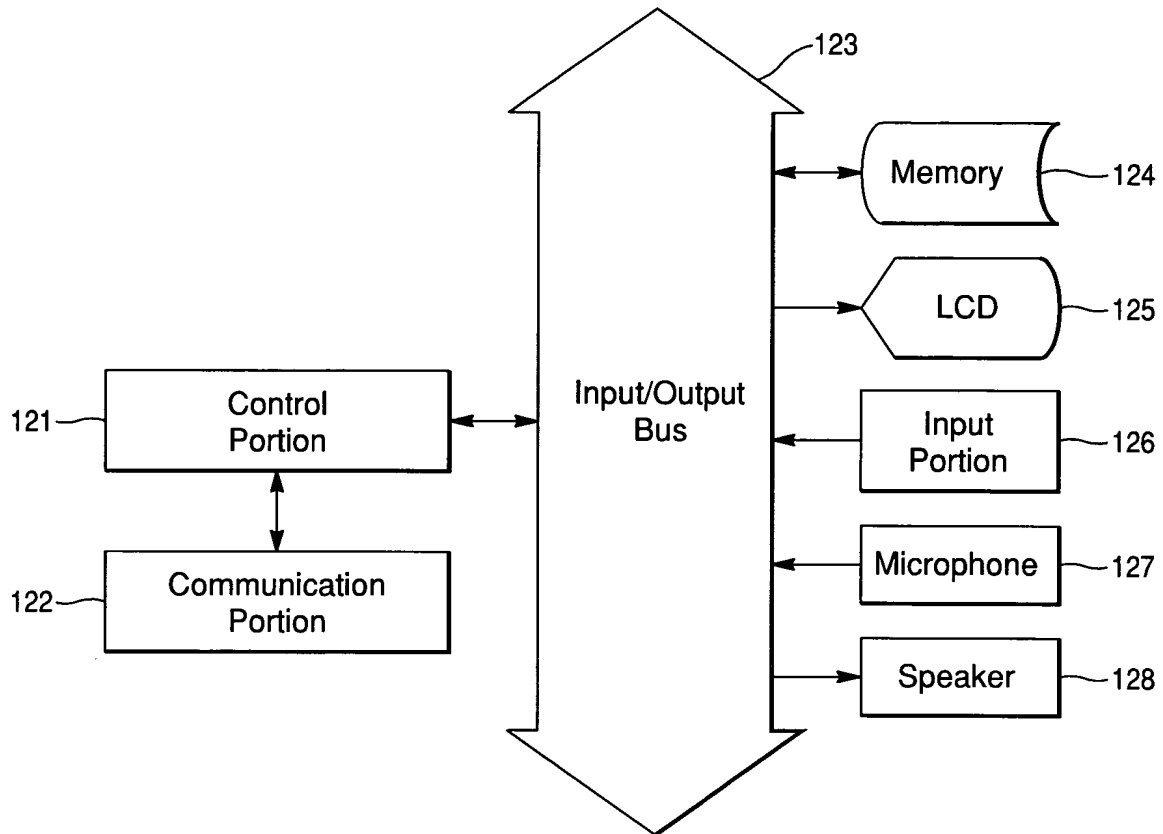 123
Memory
124
LCD
125
Control
Portion
121
Input/Output
Bus
Input
Portion
126
Communication
Portion
122
Microphone
127
Speaker
128